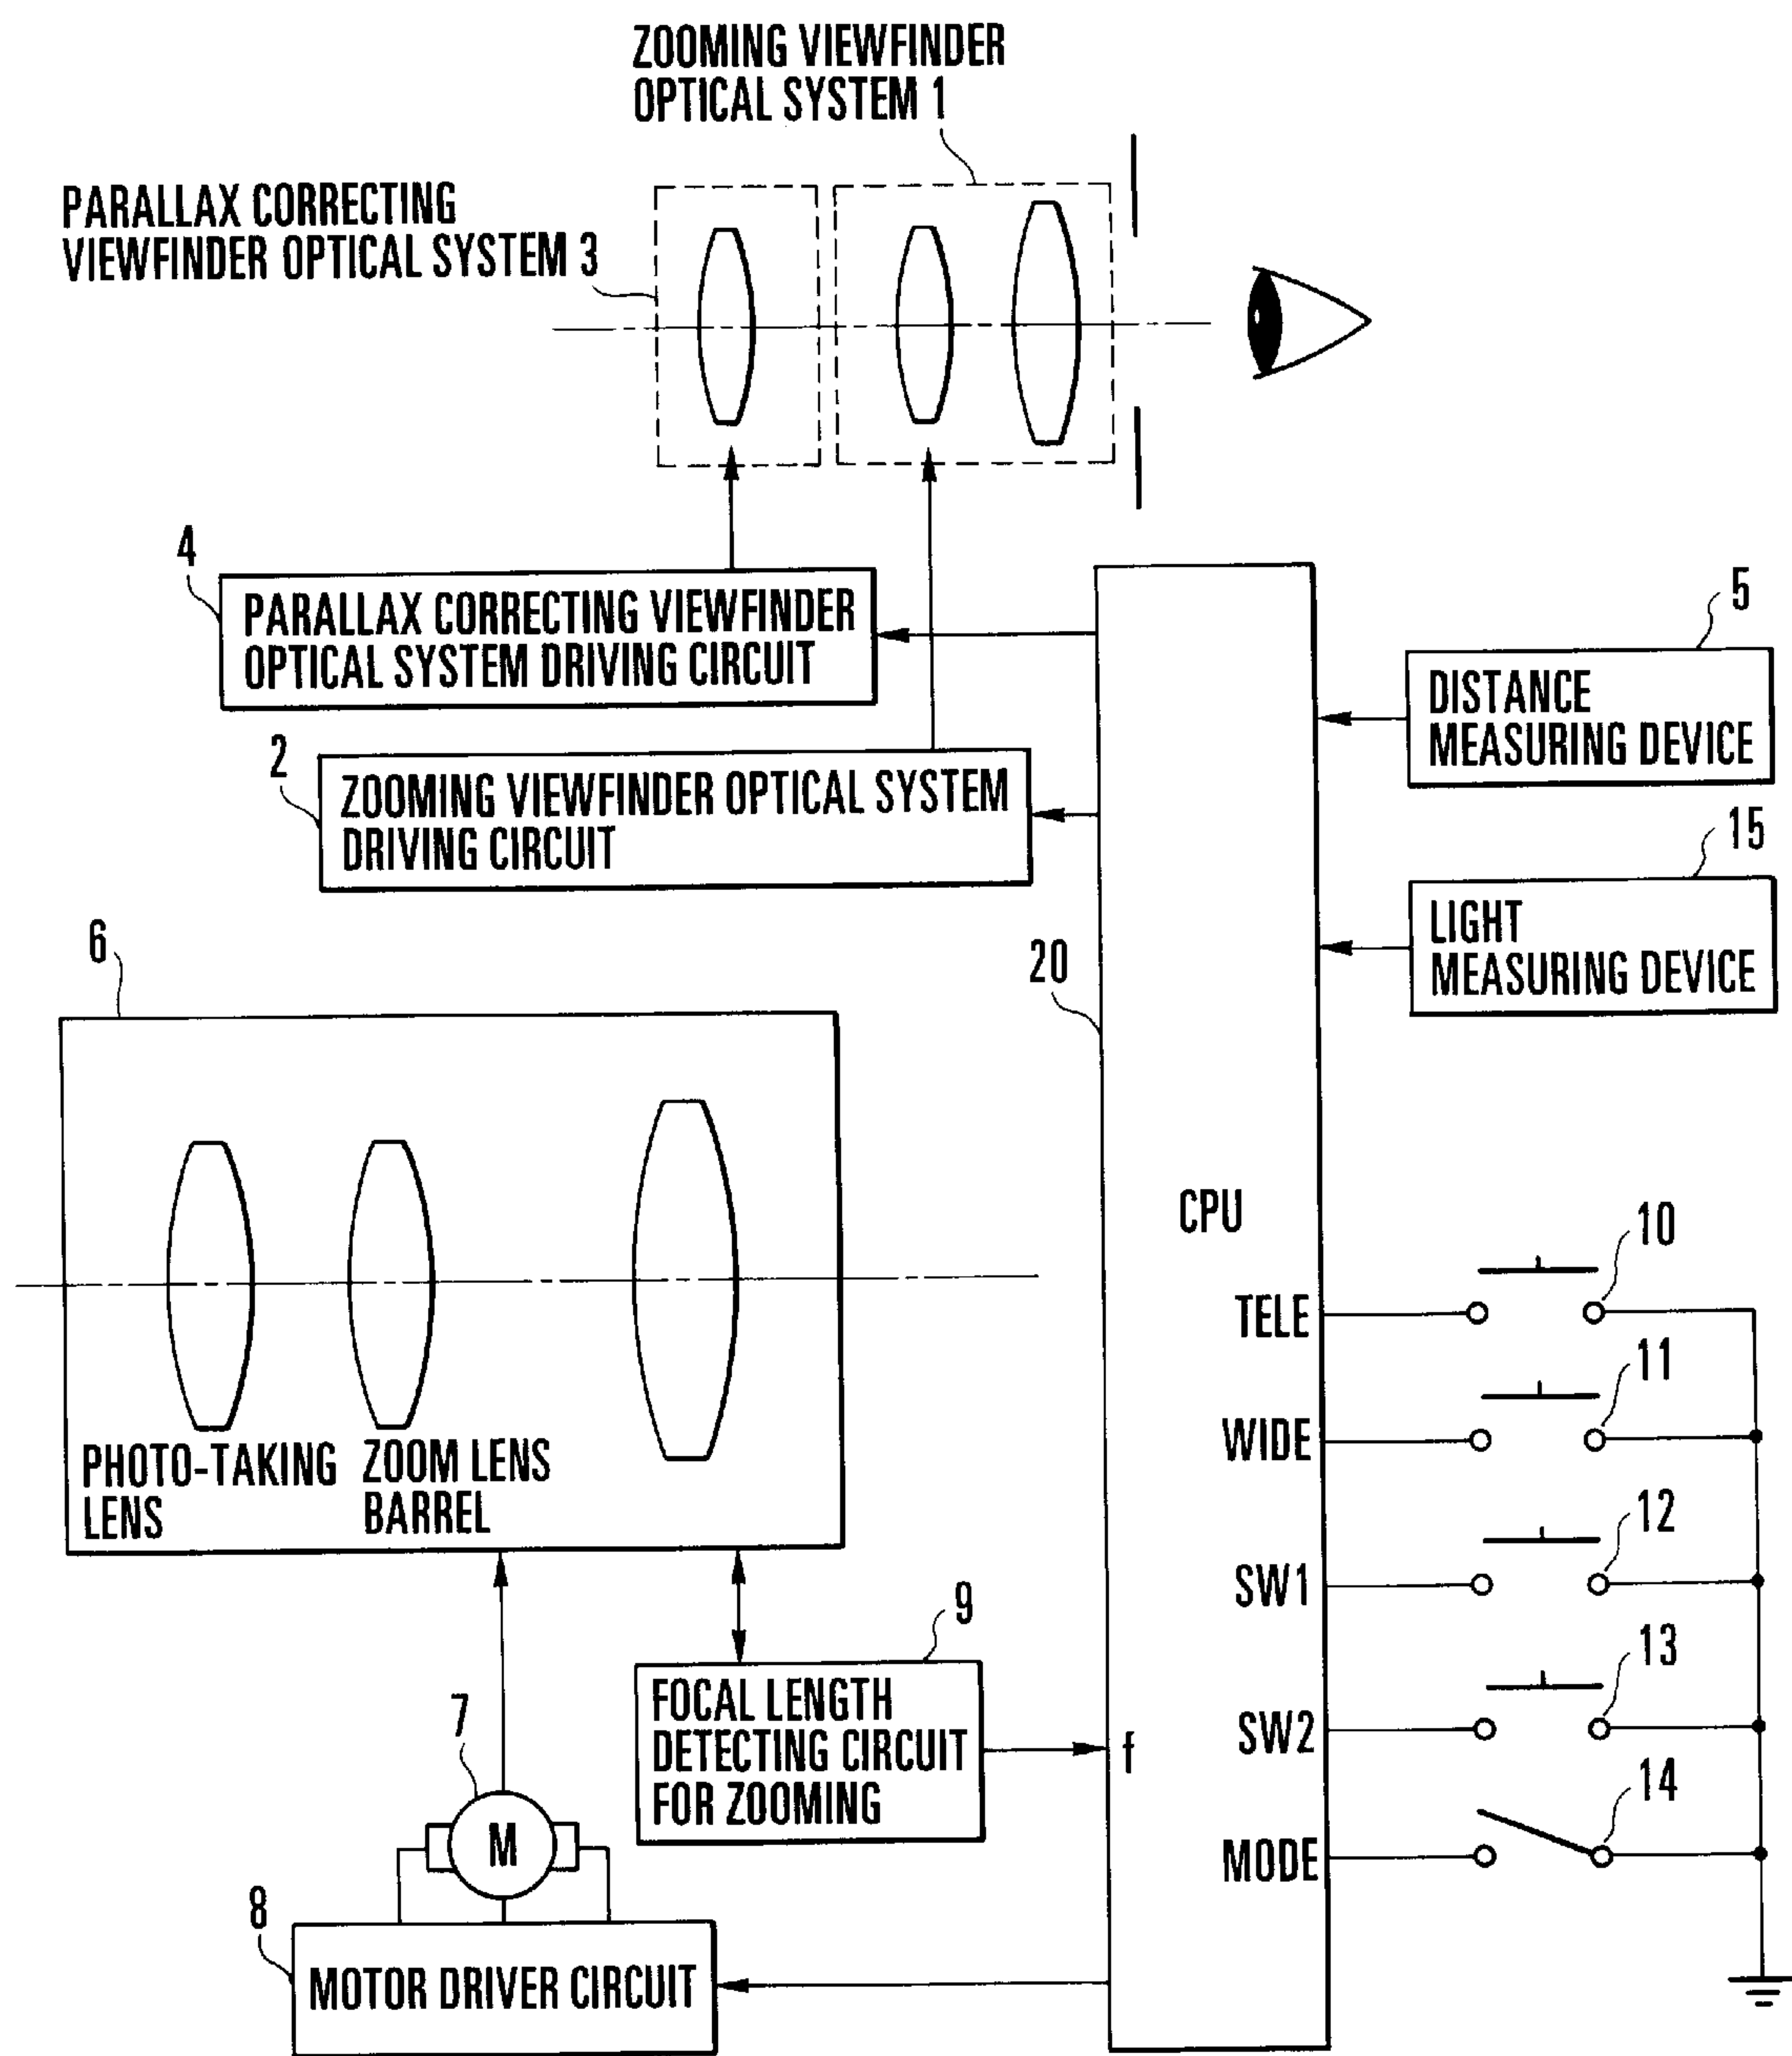 ZOOMING VIEWFINDER
OPTICAL SYSTEM 1
PARALLAX CORRECTING
VIEWFINDER OPTICAL SYSTEM 3
4
PARALLAX CORRECTING VIEWFINDER
OPTICAL SYSTEM DRIVING CIRCUIT
5
DISTANCE
MEASURING DEVICE
2
ZOOMING VIEWFINDER OPTICAL SYSTEM
DRIVING CIRCUIT
15
LIGHT
MEASURING DEVICE
6
20
CPU
PHOTO-TAKING
LENS
ZOOM LENS
BARREL
TELE
10
WIDE
11
SW1
12
SW2
13
MODE
14
9
FOCAL LENGTH
DETECTING CIRCUIT
FOR ZOOMING
f
7
M
8
MOTOR DRIVER CIRCUIT